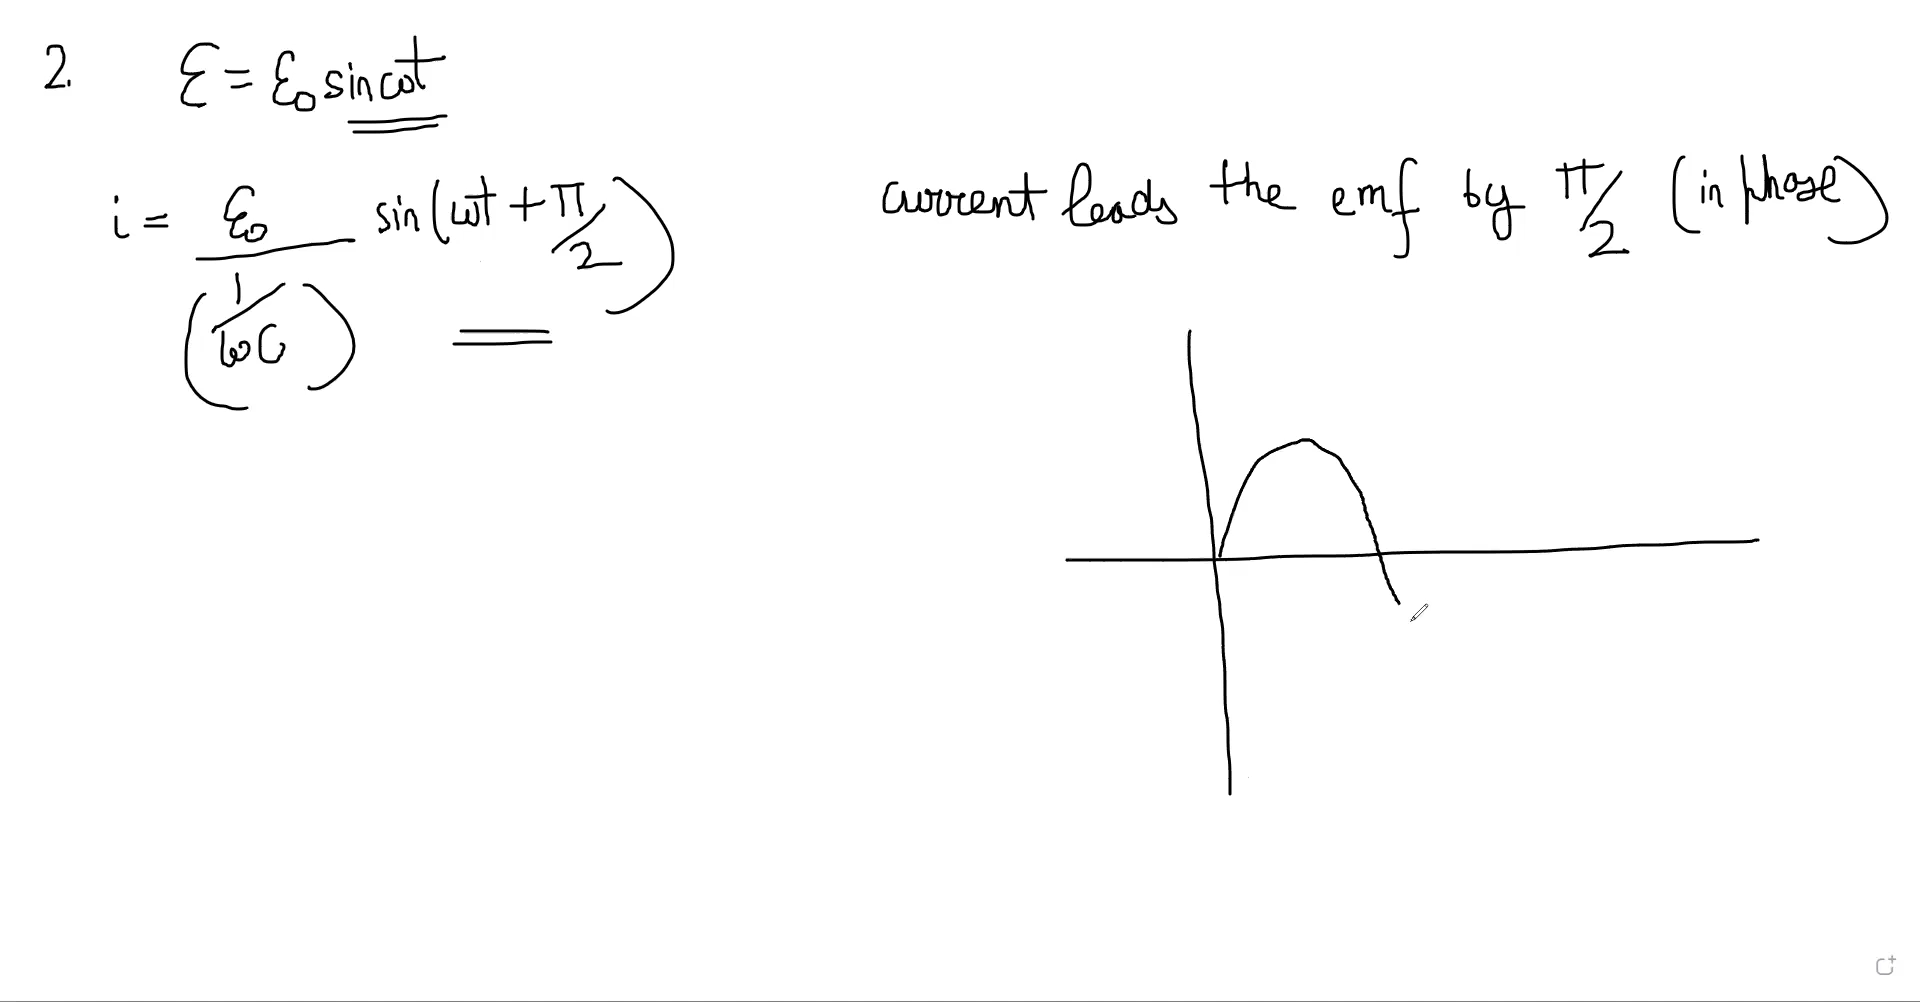 2. ε = ε₀ sin ωt
i = ε₀ / (1/ωC) sin(ωt + π/2)
current leads the emf by π/2 (in phase)